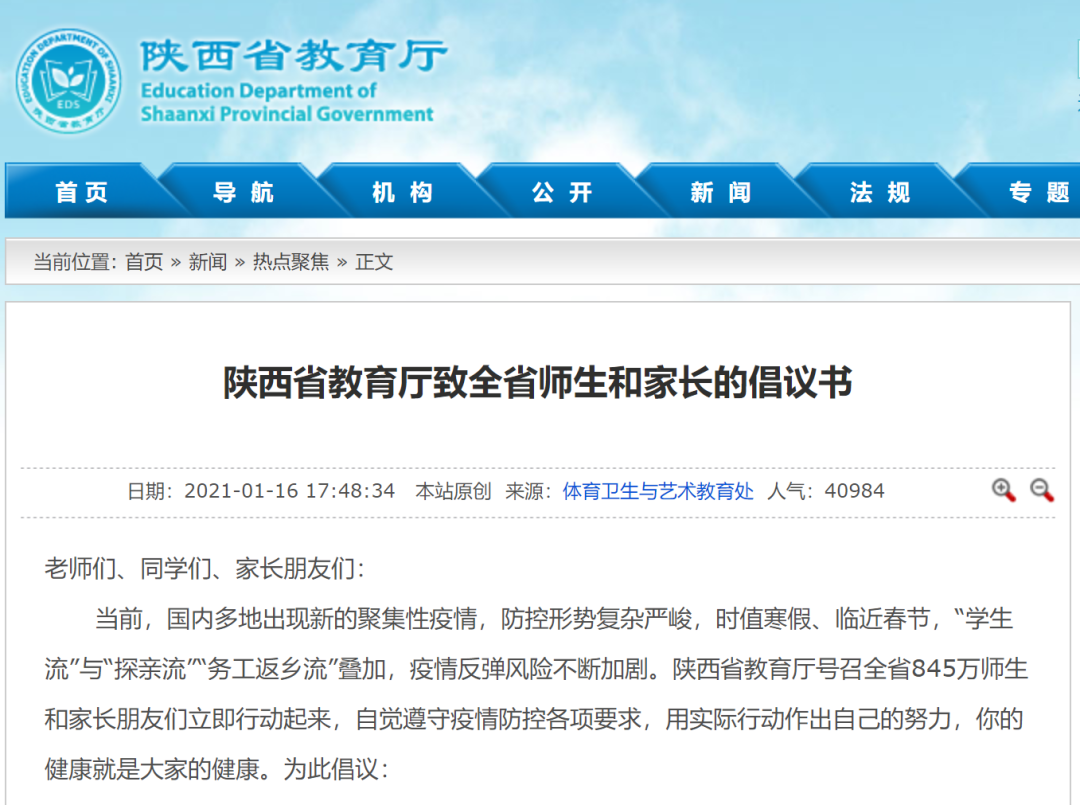 EDUCATION DEPARTMENT OF SHAANXI
EDS
陕西省教育厅
陕西省教育厅
Education Department of
Shaanxi Provincial Government
首页 导航 机构 公开 新闻 法规 专题
当前位置：首页 » 新闻 » 热点聚焦 » 正文
陕西省教育厅致全省师生和家长的倡议书
日期：2021-01-16 17:48:34 本站原创 来源：体育卫生与艺术教育处 人气：40984
老师们、同学们、家长朋友们：
当前，国内多地出现新的聚集性疫情，防控形势复杂严峻，时值寒假、临近春节，“学生
流”与“探亲流”“务工返乡流”叠加，疫情反弹风险不断加剧。陕西省教育厅号召全省845万师生
和家长朋友们立即行动起来，自觉遵守疫情防控各项要求，用实际行动作出自己的努力，你的
健康就是大家的健康。为此倡议：